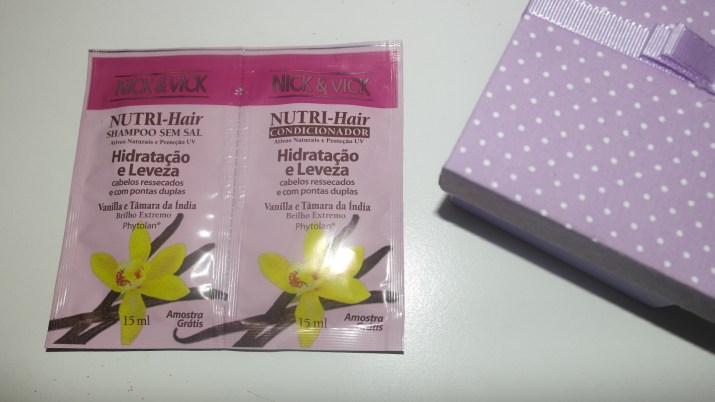 NICK & VICK
NUTRI-Hair
SHAMPOO SEM SAL
Ativos Naturais e Proteção UV
Hidratação
e Leveza
cabelos ressecados
e com pontas duplas
Vanilla e Tâmara da Índia
Brilho Extremo
Phytolan®
15 ml
Amostra
Grátis
NICK & VICK
NUTRI-Hair
CONDICIONADOR
Ativos Naturais e Proteção UV
Hidratação
e Leveza
cabelos ressecados
e com pontas duplas
Vanilla e Tâmara da Índia
Brilho Extremo
Phytolan®
15 ml
Amostra
Grátis